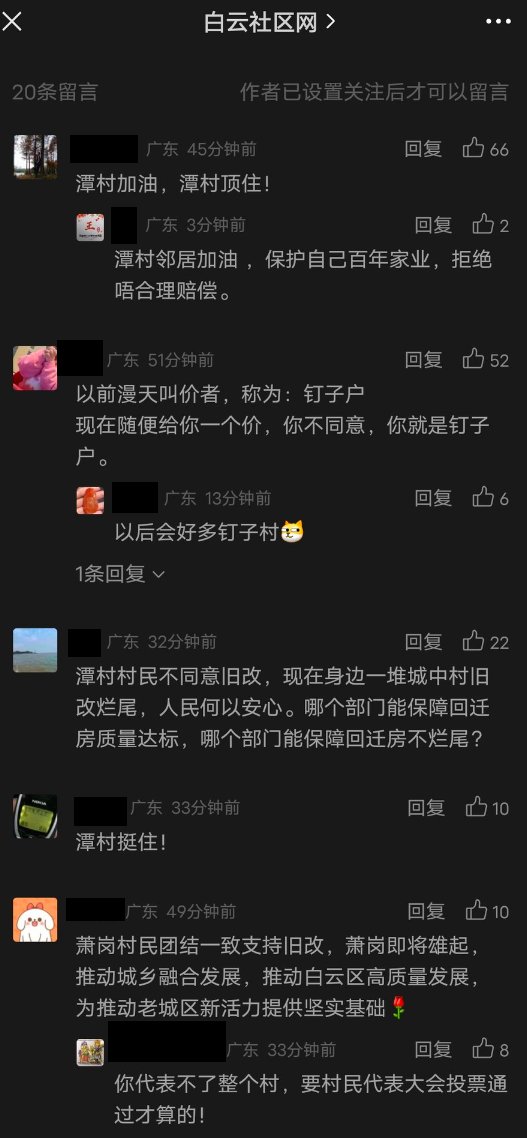 白云社区网
20条留言 作者已设置关注后才可以留言
广东 45分钟前 回复 66
潭村加油，潭村顶住！
广东 3分钟前 回复 2
潭村邻居加油 ，保护自己百年家业，拒绝
唔合理赔偿。
广东 51分钟前 回复 52
以前漫天叫价者，称为：钉子户
现在随便给你一个价，你不同意，你就是钉子
户。
广东 13分钟前 回复 6
以后会好多钉子村
1条回复
广东 32分钟前 回复 22
潭村村民不同意旧改，现在身边一堆城中村旧
改烂尾，人民何以安心。哪个部门能保障回迁
房质量达标，哪个部门能保障回迁房不烂尾？
NOKIA
广东 33分钟前 回复 10
潭村挺住！
广东 49分钟前 回复 10
萧岗村民团结一致支持旧改，萧岗即将雄起，
推动城乡融合发展，推动白云区高质量发展，
为推动老城区新活力提供坚实基础🌹
广东 33分钟前 回复 8
你代表不了整个村，要村民代表大会投票通
过才算的！